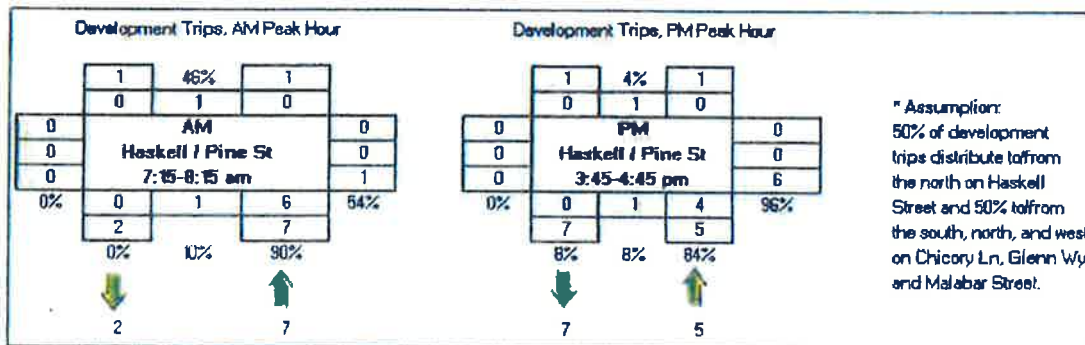 Development Trips, AM Peak Hour
1 46% 1
0 1 0
0 AM 0
0 Haskell / Pine St 0
0 7:15-8:15 am 1
0% 0 1 6 54%
2 7
0% 10% 90%
2 7
Development Trips, PM Peak Hour
1 4% 1
0 1 0
0 PM 0
0 Haskell / Pine St 0
0 3:45-4:45 pm 6
0% 0 1 4 96%
7 5
8% 8% 84%
7 5
* Assumption:
50% of development
trips distribute to/from
the north on Haskell
Street and 50% to/from
the south, north, and west
on Chicory Ln, Glenn Wy
and Malabar Street.